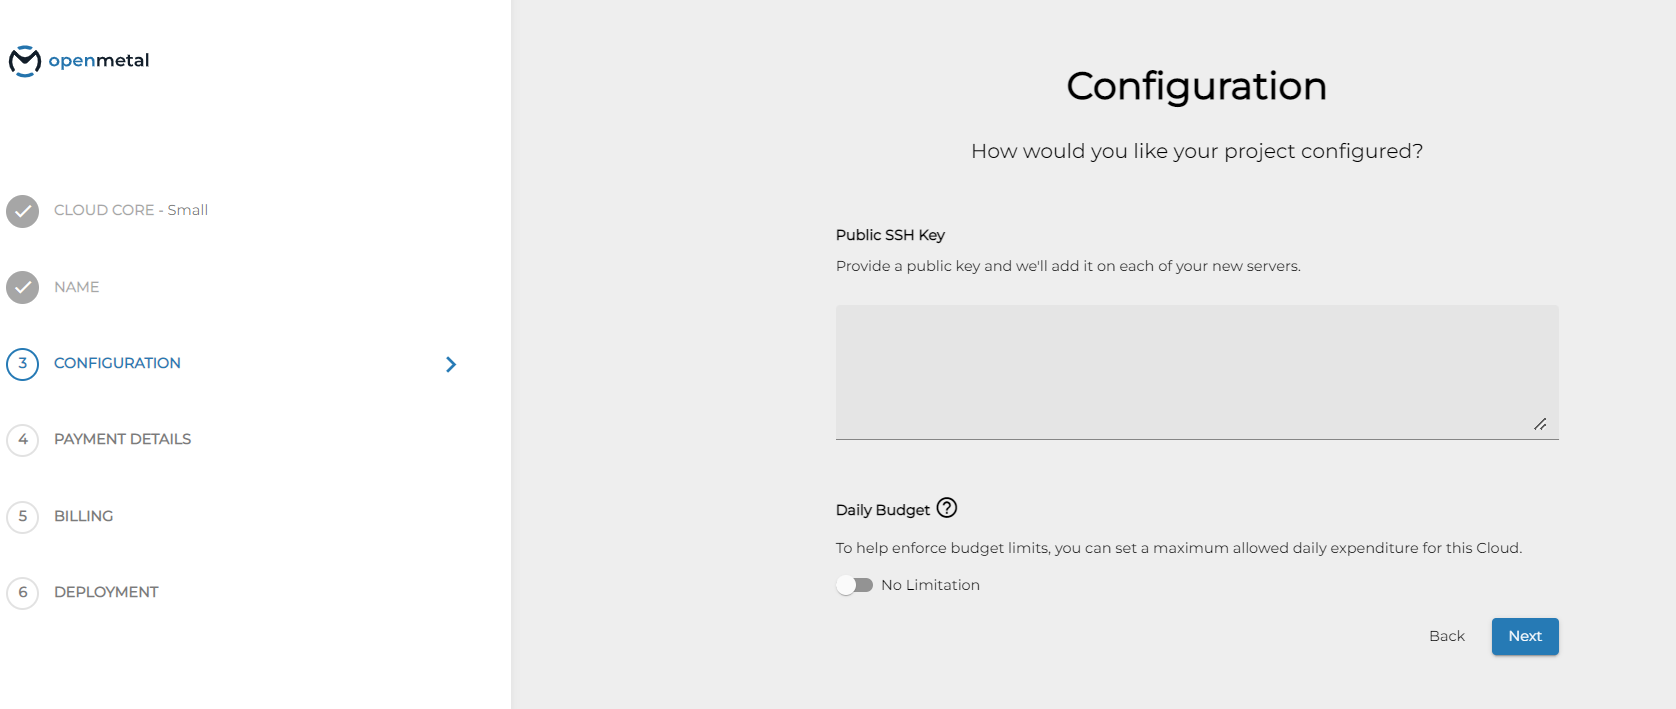 openmetal
CLOUD CORE - Small
NAME
3 CONFIGURATION
4 PAYMENT DETAILS
5 BILLING
6 DEPLOYMENT
Configuration
How would you like your project configured?
Public SSH Key
Provide a public key and we'll add it on each of your new servers.
Daily Budget ?
To help enforce budget limits, you can set a maximum allowed daily expenditure for this Cloud.
No Limitation
Back Next